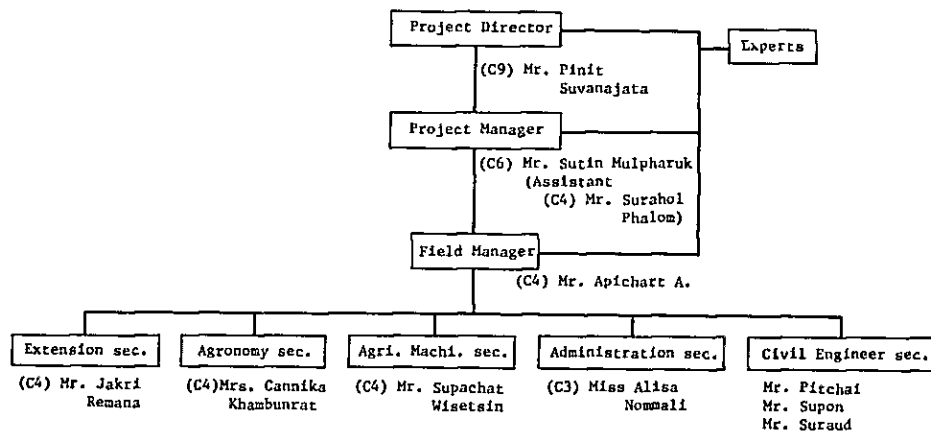 Project Director
Experts
(C9) Mr. Pinit
Suvanajata
Project Manager
(C6) Mr. Sutin Mulpharuk
(Assistant
(C4) Mr. Surahol
Phalom)
Field Manager
(C4) Mr. Apichart A.
Extension sec.
(C4) Mr. Jakri
Remana
Agronomy sec.
(C4)Mrs. Cannika
Khambunrat
Agri. Machi. sec.
(C4) Mr. Supachat
Wisetsin
Administration sec.
(C3) Miss Alisa
Nommali
Civil Engineer sec.
Mr. Pitchai
Mr. Supon
Mr. Suraud